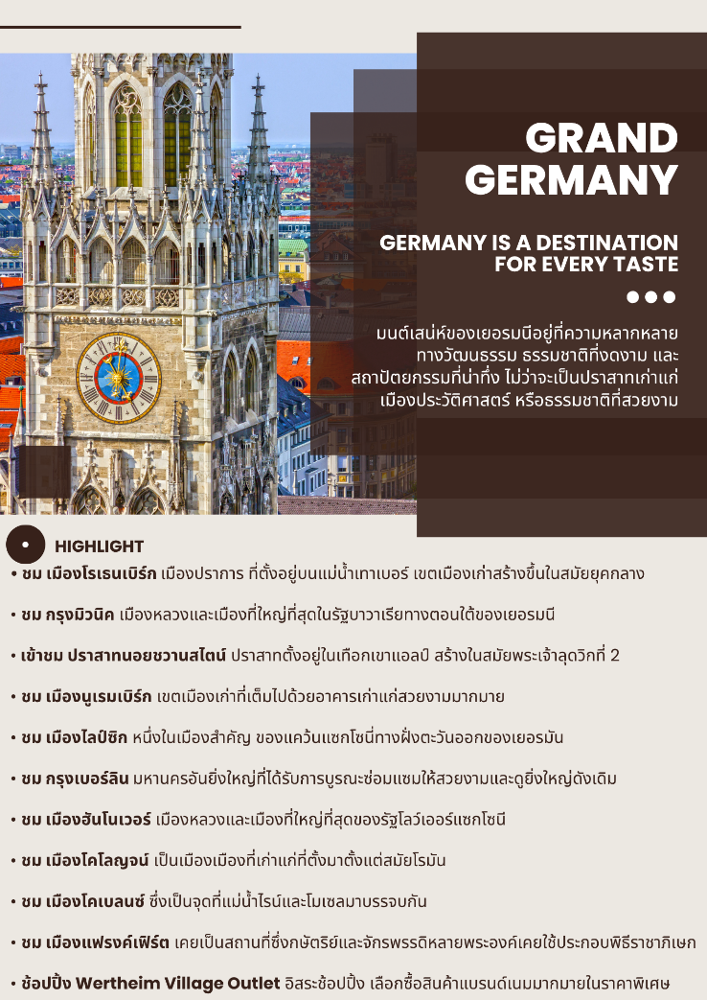 GRAND
GERMANY
GERMANY IS A DESTINATION
FOR EVERY TASTE
มนต์เสน่ห์ของเยอรมนีอยู่ที่ความหลากหลาย
ทางวัฒนธรรม ธรรมชาติที่งดงาม และ
สถาปัตยกรรมที่น่าทึ่ง ไม่ว่าจะเป็นปราสาทเก่าแก่
เมืองประวัติศาสตร์ หรือธรรมชาติที่สวยงาม
HIGHLIGHT
• ชม เมืองโรเธนเบิร์ก เมืองปราการ ที่ตั้งอยู่บนแม่น้ำเทาเบอร์ เขตเมืองเก่าสร้างขึ้นในสมัยยุคกลาง
• ชม กรุงมิวนิค เมืองหลวงและเมืองที่ใหญ่ที่สุดในรัฐบาวาเรียทางตอนใต้ของเยอรมนี
• เข้าชม ปราสาทนอยชวานสไตน์ ปราสาทตั้งอยู่ในเทือกเขาแอลป์ สร้างในสมัยพระเจ้าลุดวิกที่ 2
• ชม เมืองนูเรมเบิร์ก เขตเมืองเก่าที่เต็มไปด้วยอาคารเก่าแก่สวยงามมากมาย
• ชม เมืองไลป์ซิก หนึ่งในเมืองสำคัญ ของแคว้นแซกโซนี่ทางฝั่งตะวันออกของเยอรมัน
• ชม กรุงเบอร์ลิน มหานครอันยิ่งใหญ่ที่ได้รับการบูรณะซ่อมแซมให้สวยงามและดูยิ่งใหญ่ดังเดิม
• ชม เมืองฮันโนเวอร์ เมืองหลวงและเมืองที่ใหญ่ที่สุดของรัฐโลว์เออร์แซกโซนี
• ชม เมืองโคโลญจน์ เป็นเมืองเมืองที่เก่าแก่ที่ตั้งมาตั้งแต่สมัยโรมัน
• ชม เมืองโคเบลนซ์ ซึ่งเป็นจุดที่แม่น้ำไรน์และโมเซลมาบรรจบกัน
• ชม เมืองแฟรงค์เฟิร์ต เคยเป็นสถานที่ซึ่งกษัตริย์และจักรพรรดิหลายพระองค์เคยใช้ประกอบพิธีราชาภิเษก
• ช้อปปิ้ง Wertheim Village Outlet อิสระช้อปปิ้ง เลือกซื้อสินค้าแบรนด์เนมมากมายในราคาพิเศษ